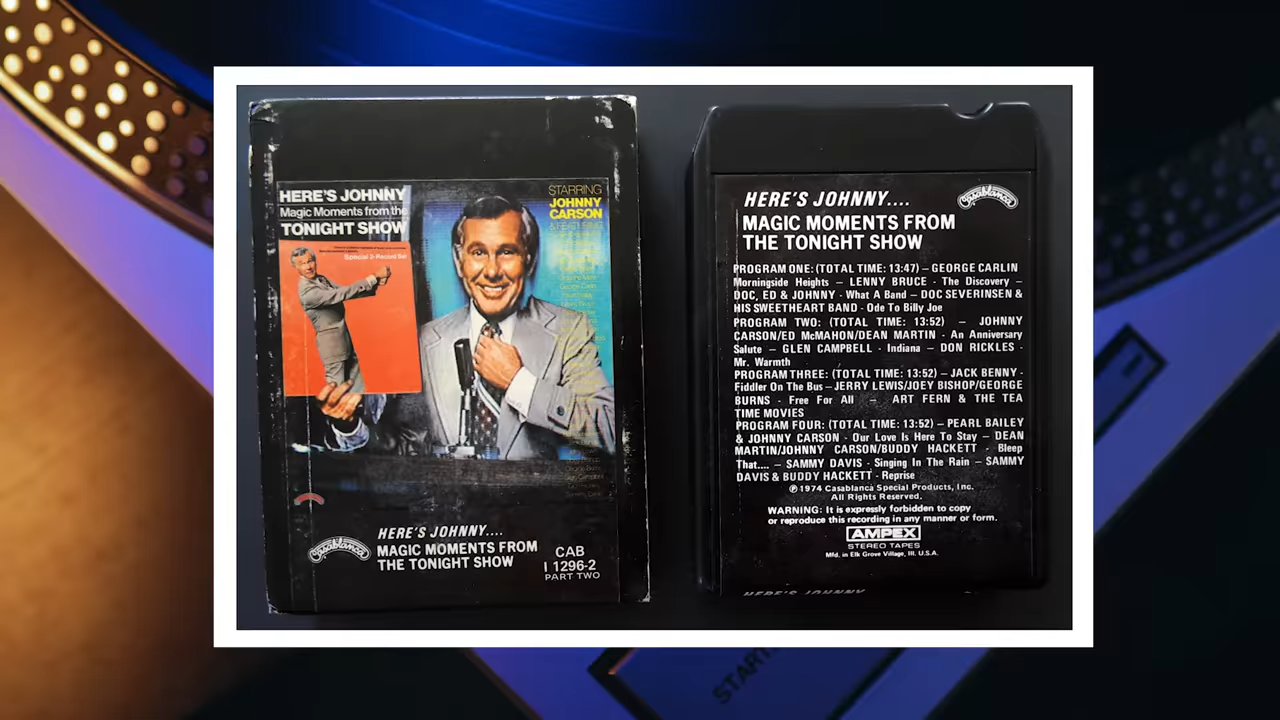 HERE'S JOHNNY
Magic Moments from the
TONIGHT SHOW
Special 2-Record Set
STARRING
JOHNNY
CARSON
Casablanca
HERE'S JOHNNY....
MAGIC MOMENTS FROM
THE TONIGHT SHOW
CAB
I 1296-2
PART TWO
HERE'S JOHNNY....
Casablanca
MAGIC MOMENTS FROM
THE TONIGHT SHOW
PROGRAM ONE: (TOTAL TIME: 13:47) — GEORGE CARLIN
Morningside Heights — LENNY BRUCE - The Discovery —
DOC, ED & JOHNNY - What A Band — DOC SEVERINSEN &
HIS SWEETHEART BAND - Ode To Billy Joe
PROGRAM TWO: (TOTAL TIME: 13:52) — JOHNNY
CARSON/ED McMAHON/DEAN MARTIN - An Anniversary
Salute — GLEN CAMPBELL - Indiana — DON RICKLES -
Mr. Warmth
PROGRAM THREE: (TOTAL TIME: 13:52) — JACK BENNY -
Fiddler On The Bus — JERRY LEWIS/JOEY BISHOP/GEORGE
BURNS - Free For All — ART FERN & THE TEA
TIME MOVIES
PROGRAM FOUR: (TOTAL TIME: 13:52) — PEARL BAILEY
& JOHNNY CARSON - Our Love Is Here To Stay — DEAN
MARTIN/JOHNNY CARSON/BUDDY HACKETT - Bleep
That.... — SAMMY DAVIS - Singing In The Rain — SAMMY
DAVIS & BUDDY HACKETT - Reprise
℗ 1974 Casablanca Special Products, Inc.
All Rights Reserved.
WARNING: It is expressly forbidden to copy
or reproduce this recording in any manner or form.
AMPEX
STEREO TAPES
Mfd. in Elk Grove Village, Ill. U.S.A.
HERE'S JOHNNY